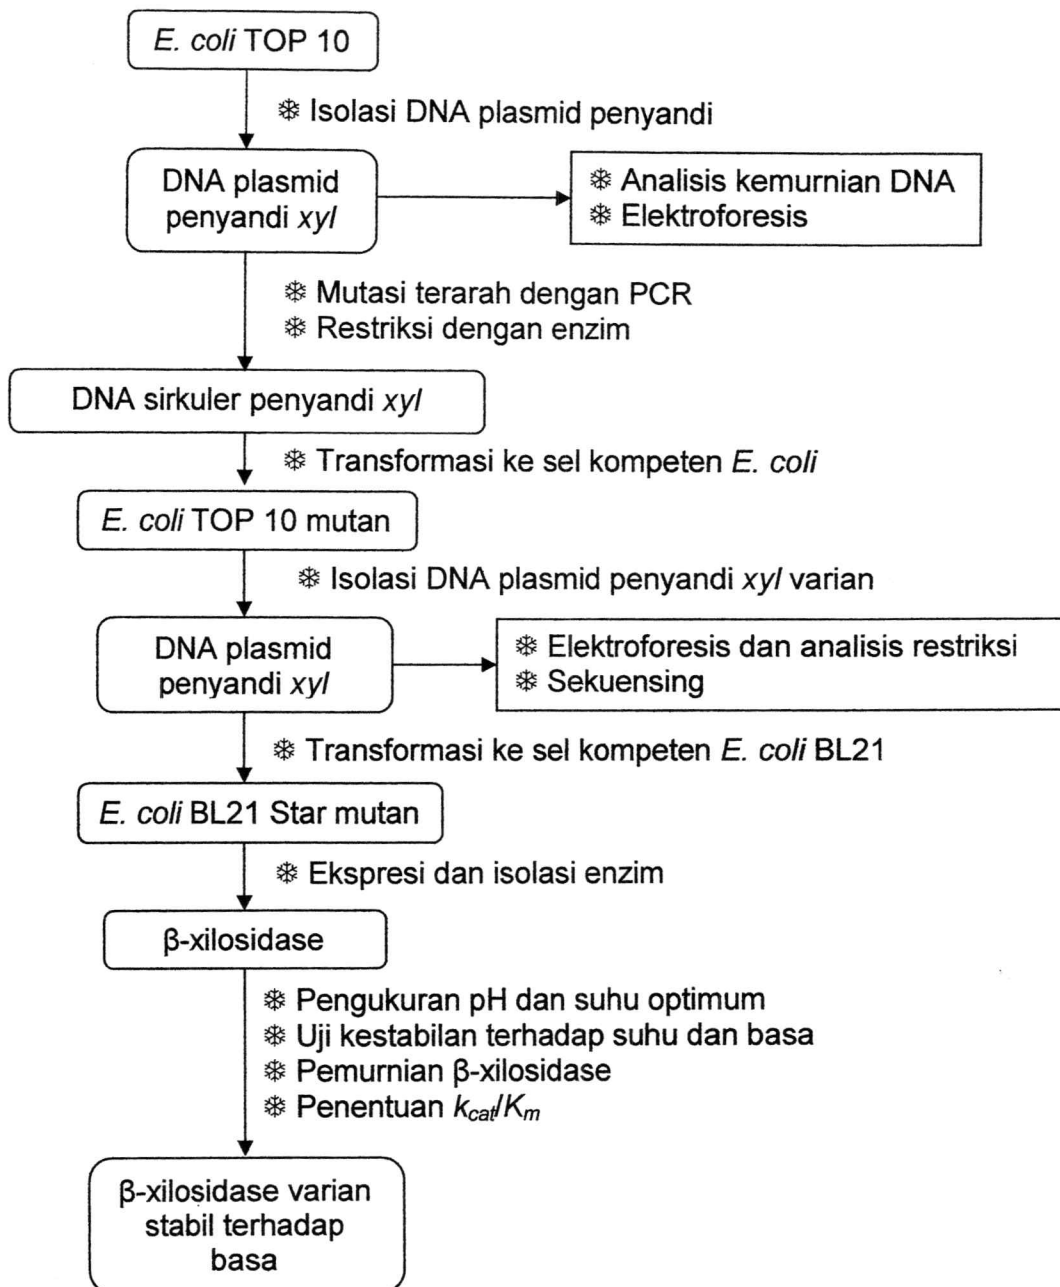 E. coli TOP 10
❄ Isolasi DNA plasmid penyandi
DNA plasmid
penyandi xyl
❄ Analisis kemurnian DNA
❄ Elektroforesis
❄ Mutasi terarah dengan PCR
❄ Restriksi dengan enzim
DNA sirkuler penyandi xyl
❄ Transformasi ke sel kompeten E. coli
E. coli TOP 10 mutan
❄ Isolasi DNA plasmid penyandi xyl varian
DNA plasmid
penyandi xyl
❄ Elektroforesis dan analisis restriksi
❄ Sekuensing
❄ Transformasi ke sel kompeten E. coli BL21
E. coli BL21 Star mutan
❄ Ekspresi dan isolasi enzim
β-xilosidase
❄ Pengukuran pH dan suhu optimum
❄ Uji kestabilan terhadap suhu dan basa
❄ Pemurnian β-xilosidase
❄ Penentuan kcat/Km
β-xilosidase varian
stabil terhadap
basa